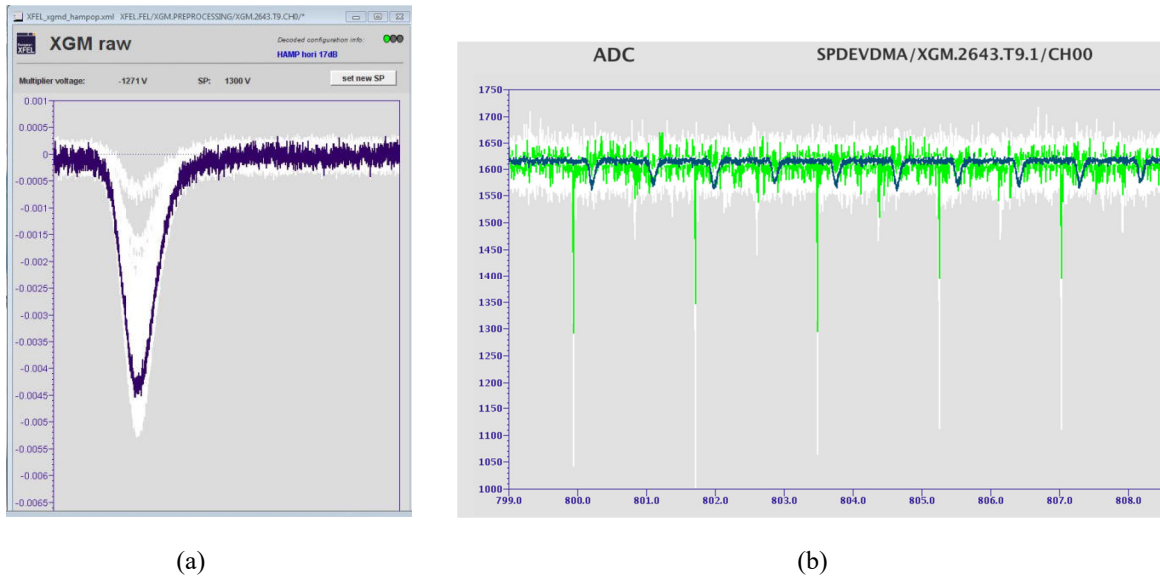 XFEL_xgmd_hampop.xml XFEL.FEL/XGM.PREPROCESSING/XGM.2643.T9.CH0/*
European
XFEL
XGM raw
Decoded configuration info:
HAMP hori 17dB
Multiplier voltage: -1271 V SP: 1300 V set new SP
0.001
0.0005
0
-0.0005
-0.001
-0.0015
-0.002
-0.0025
-0.003
-0.0035
-0.004
-0.0045
-0.005
-0.0055
-0.006
-0.0065
(a)
ADC SPDEVDMA/XGM.2643.T9.1/CH00
1750
1700
1650
1600
1550
1500
1450
1400
1350
1300
1250
1200
1150
1100
1050
1000
799.0 800.0 801.0 802.0 803.0 804.0 805.0 806.0 807.0 808.0
(b)